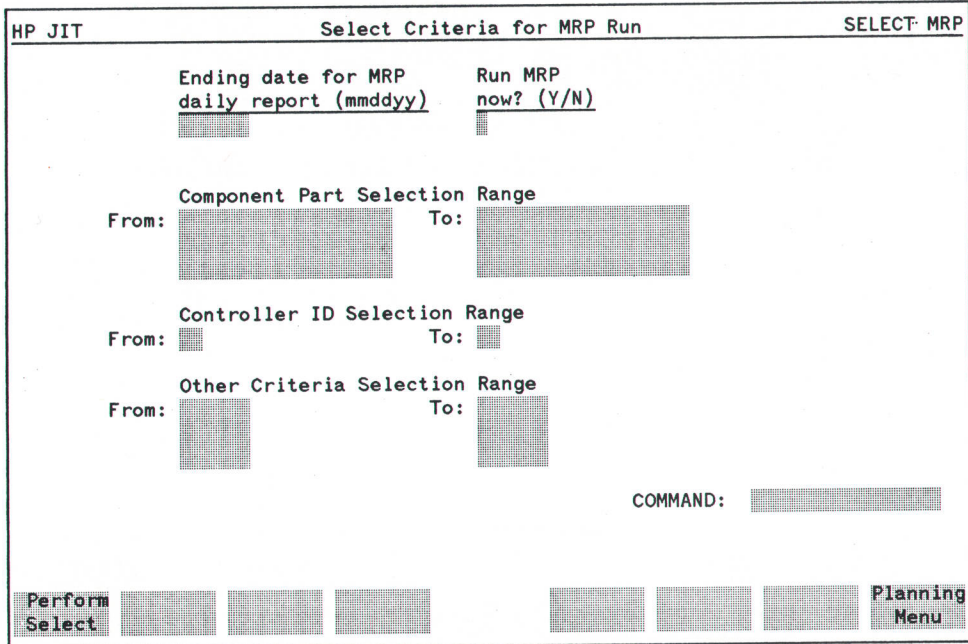 HP JIT Select Criteria for MRP Run SELECT MRP
Ending date for MRP Run MRP
daily report (mmddyy) now? (Y/N)
Component Part Selection Range
From: To:
Controller ID Selection Range
From: To:
Other Criteria Selection Range
From: To:
COMMAND:
Perform Planning
Select Menu